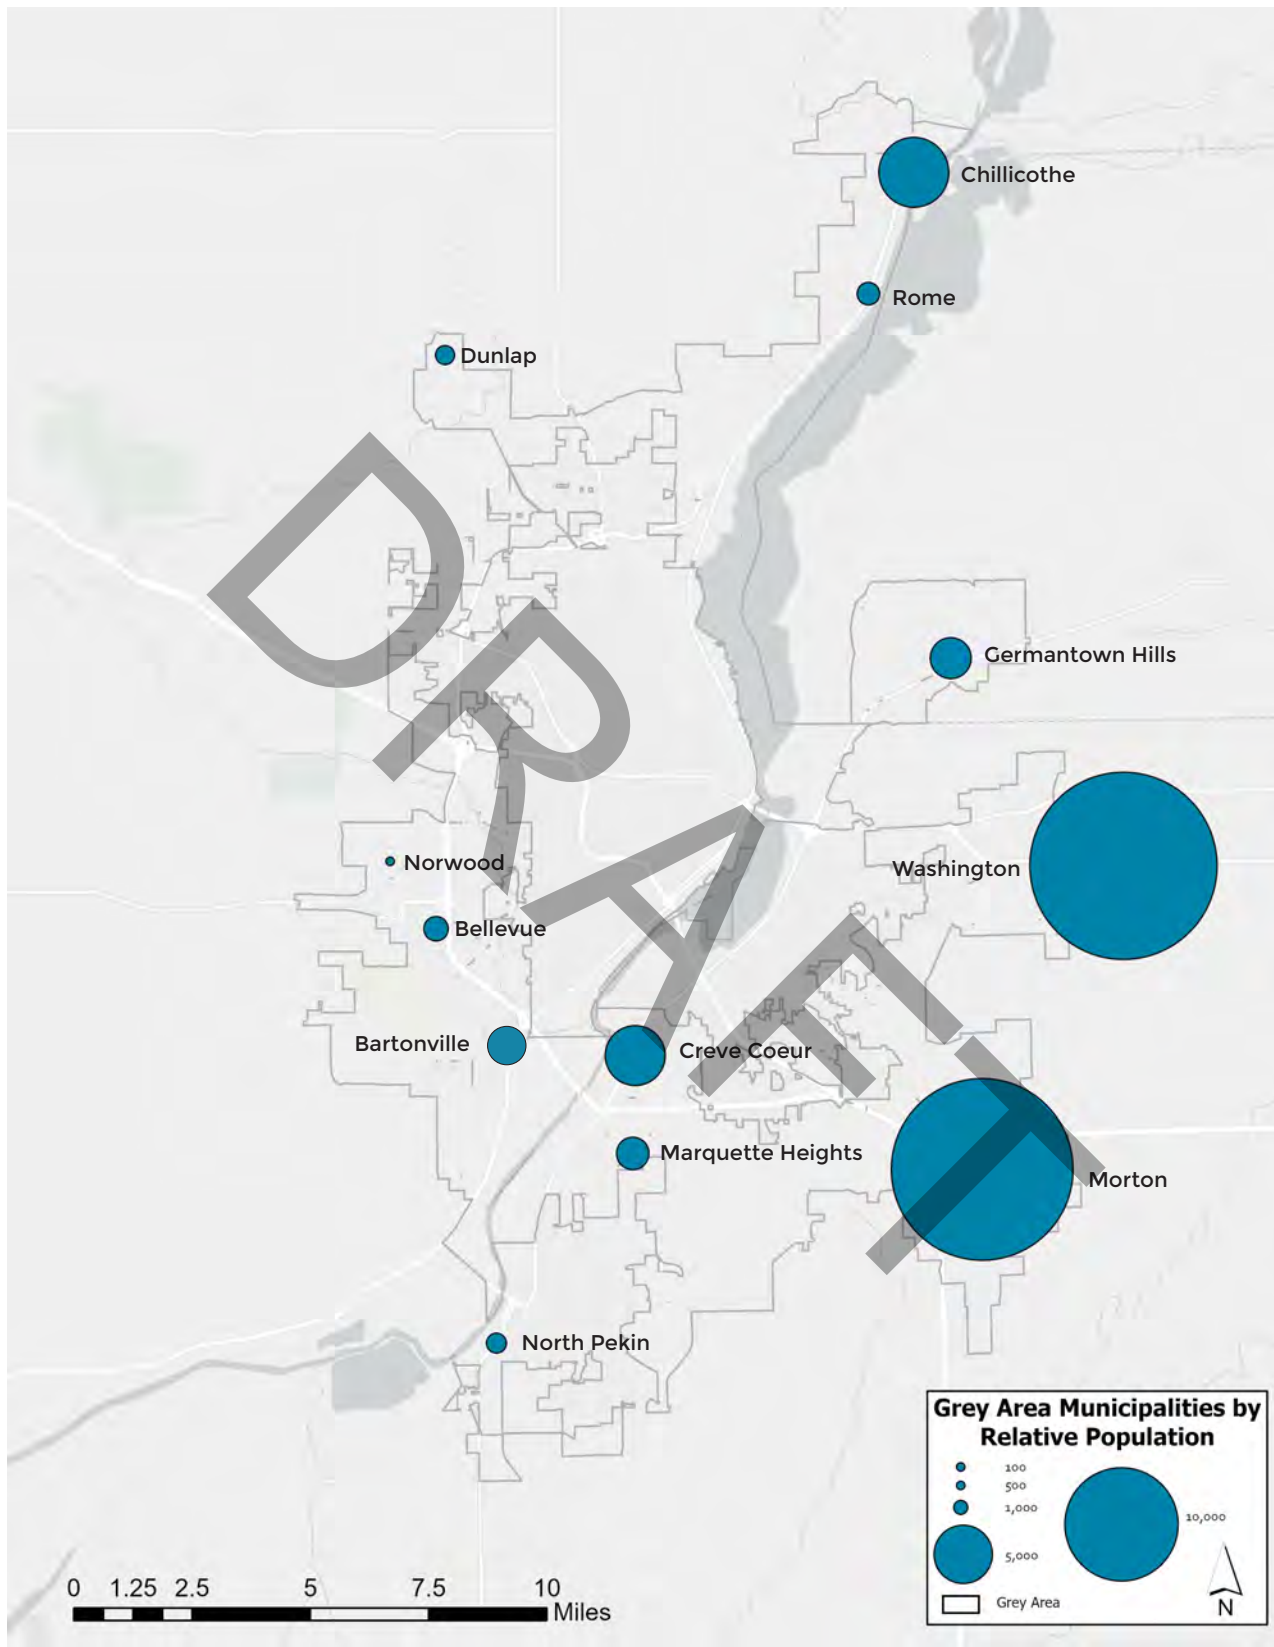 Chillicothe
Rome
Dunlap
Germantown Hills
Washington
Norwood
Bellevue
Bartonville
Creve Coeur
Marquette Heights
Morton
North Pekin
DRAFT
Grey Area Municipalities by
Relative Population
100
500
1,000
5,000
10,000
Grey Area
N
0 1.25 2.5 5 7.5 10
Miles